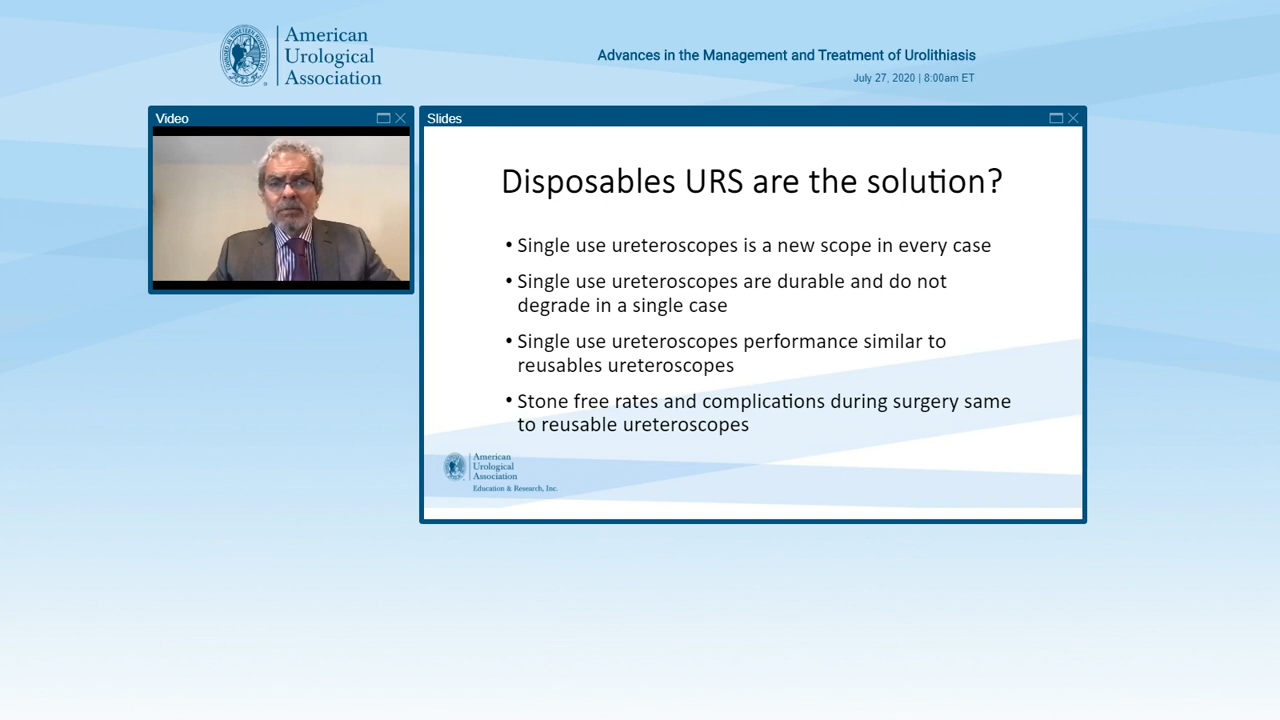 American
Urological
Association
Advances in the Management and Treatment of Urolithiasis
July 27, 2020 | 8:00am ET
Video
Slides
Disposables URS are the solution?
• Single use ureteroscopes is a new scope in every case
• Single use ureteroscopes are durable and do not
degrade in a single case
• Single use ureteroscopes performance similar to
reusables ureteroscopes
• Stone free rates and complications during surgery same
to reusable ureteroscopes
American
Urological
Association
Education & Research, Inc.